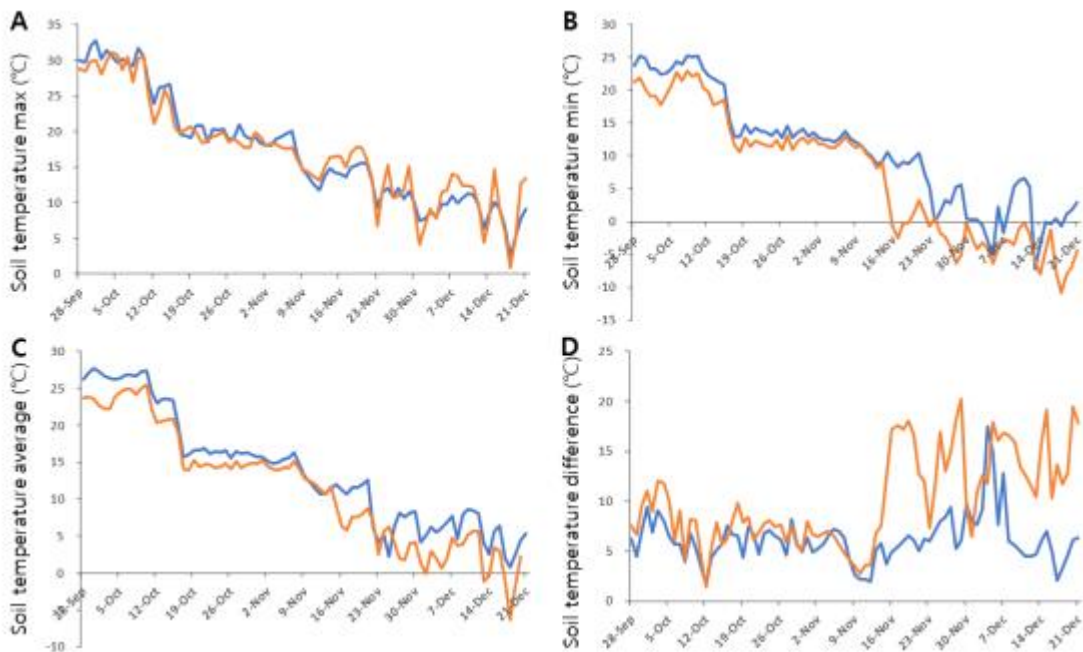 A
Soil temperature max (℃)
35
30
25
20
15
10
5
0
28-Sep
5-Oct
12-Oct
19-Oct
26-Oct
2-Nov
9-Nov
16-Nov
23-Nov
30-Nov
7-Dec
14-Dec
21-Dec
B
Soil temperature min (℃)
30
25
20
15
10
5
0
-5
-10
-15
28-Sep
5-Oct
12-Oct
19-Oct
26-Oct
2-Nov
9-Nov
16-Nov
23-Nov
30-Nov
7-Dec
14-Dec
21-Dec
C
Soil temperature average (℃)
30
25
20
15
10
5
0
-5
-10
28-Sep
5-Oct
12-Oct
19-Oct
26-Oct
2-Nov
9-Nov
16-Nov
23-Nov
30-Nov
7-Dec
14-Dec
21-Dec
D
Soil temperature difference (℃)
25
20
15
10
5
0
28-Sep
5-Oct
12-Oct
19-Oct
26-Oct
2-Nov
9-Nov
16-Nov
23-Nov
30-Nov
7-Dec
14-Dec
21-Dec